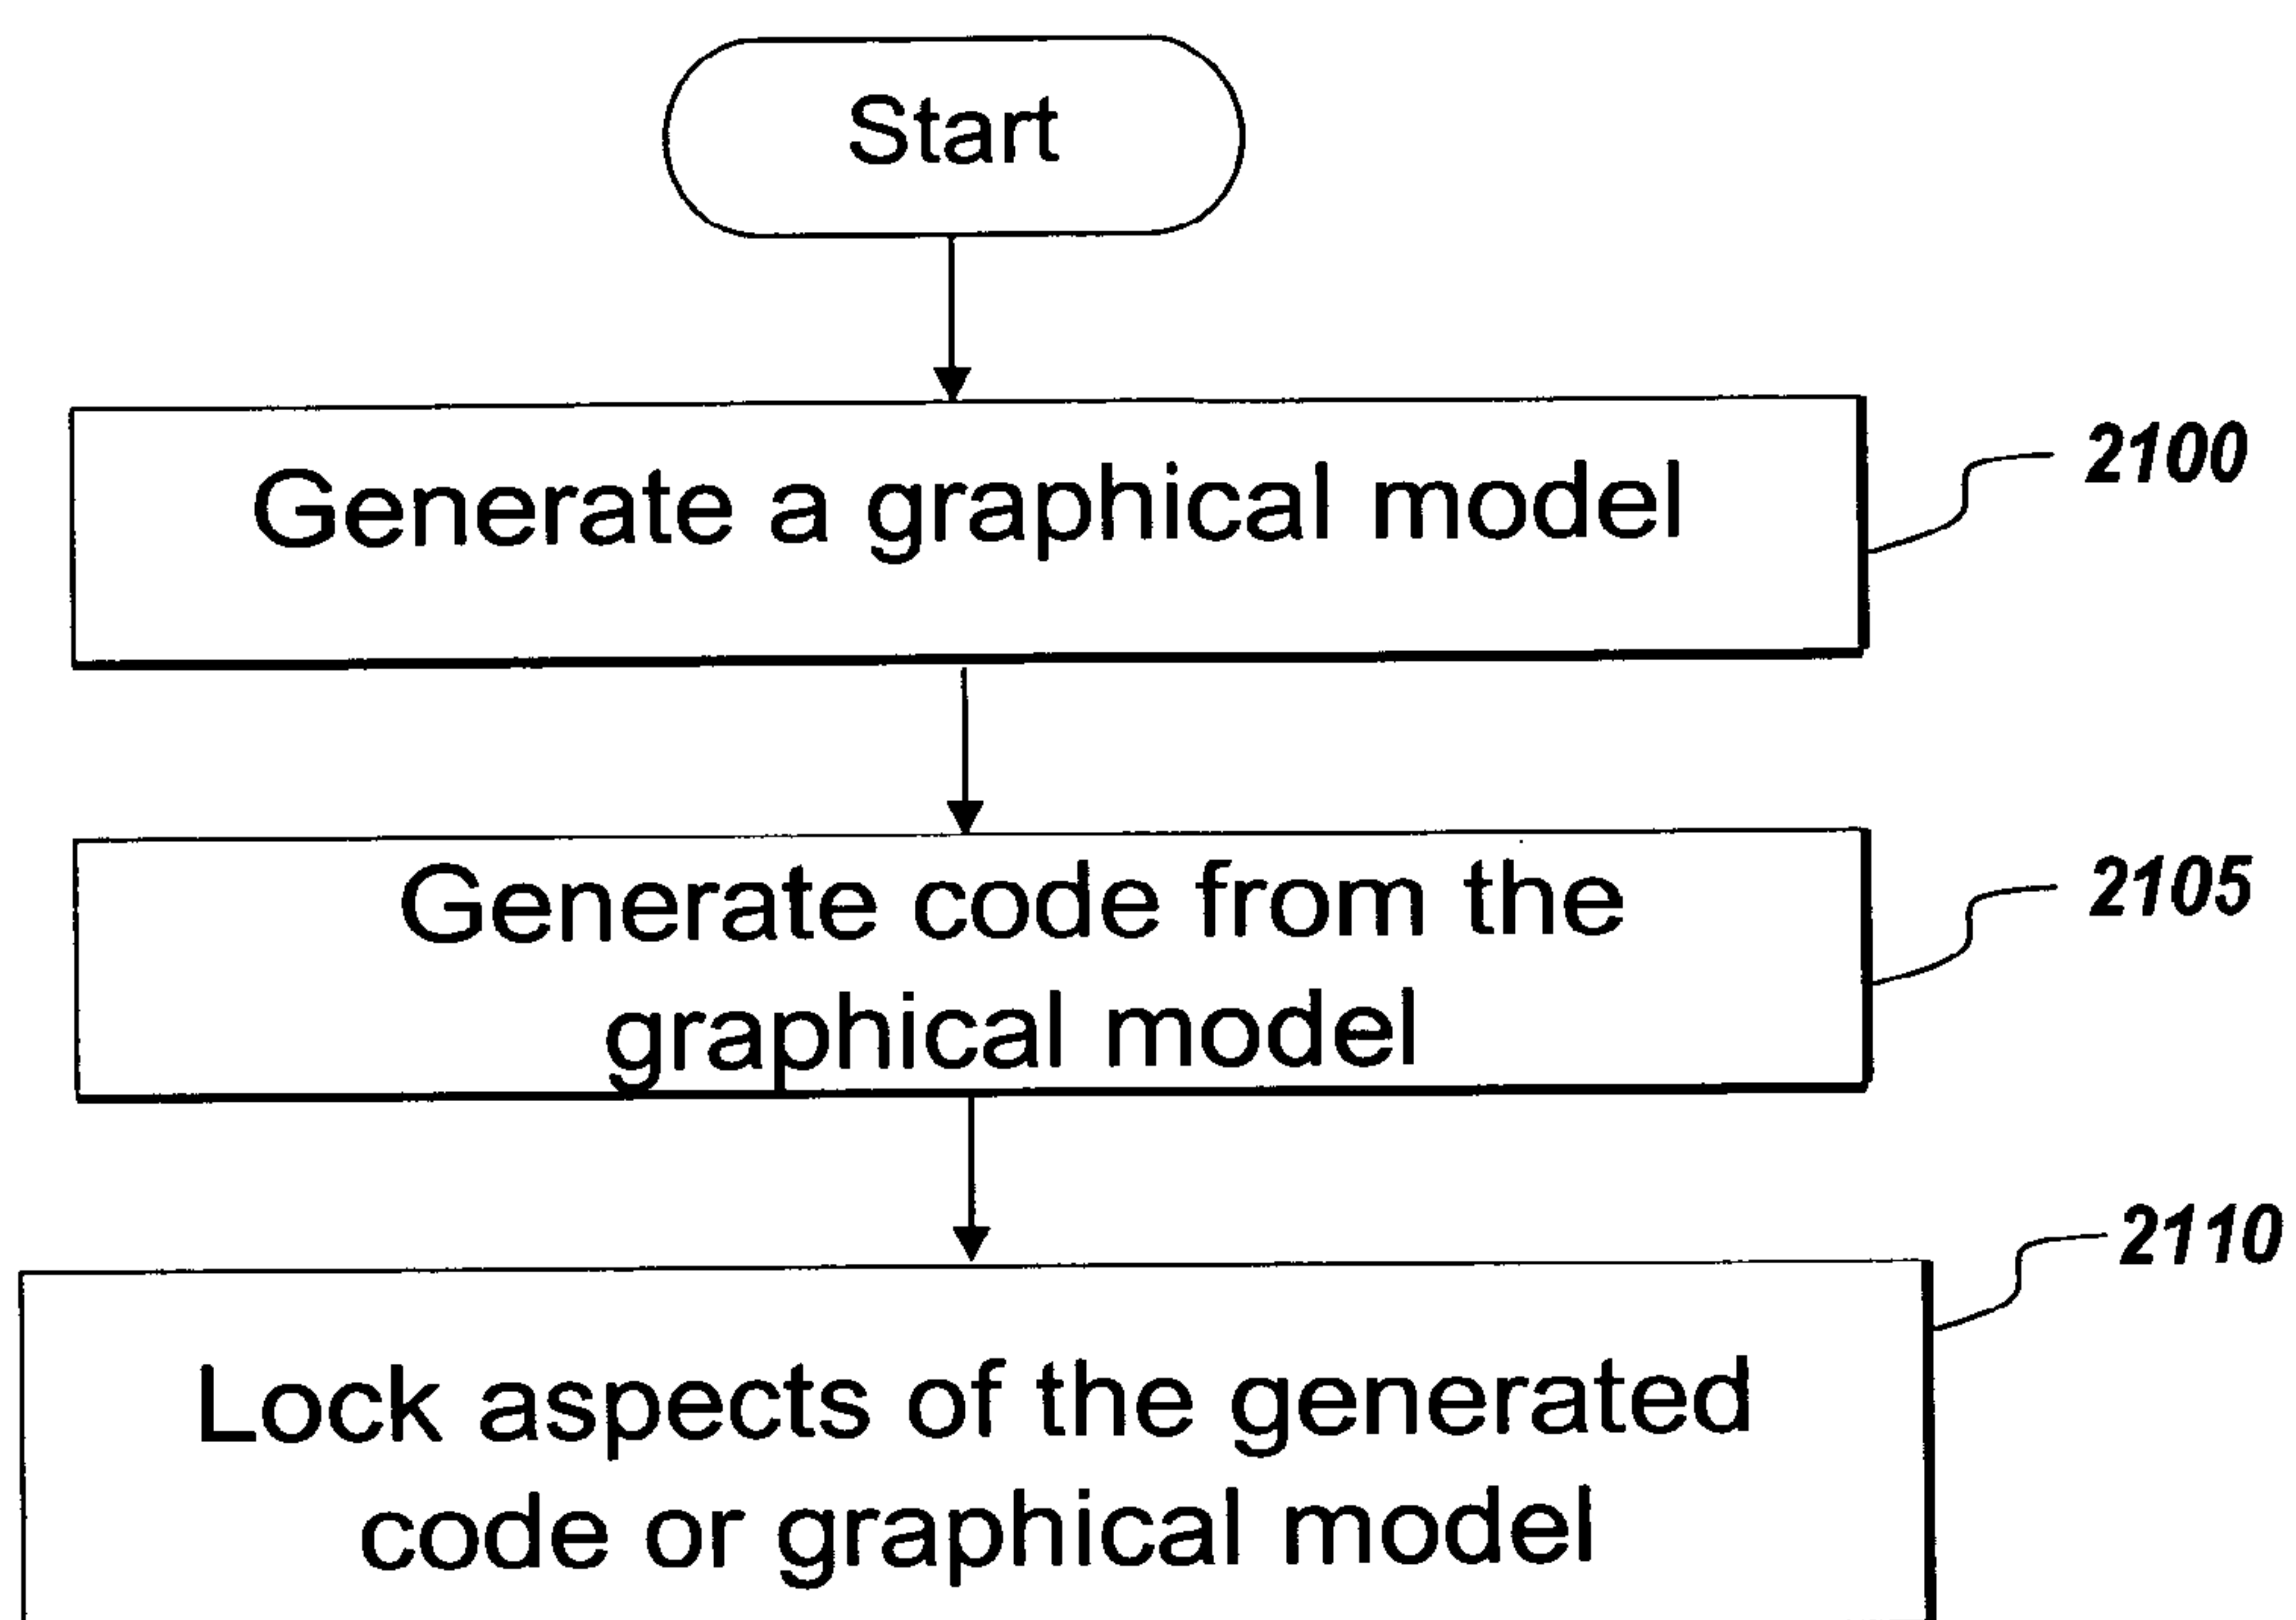 Start
Generate a graphical model
2100
Generate code from the
graphical model
2105
2110
Lock aspects of the generated
code or graphical model